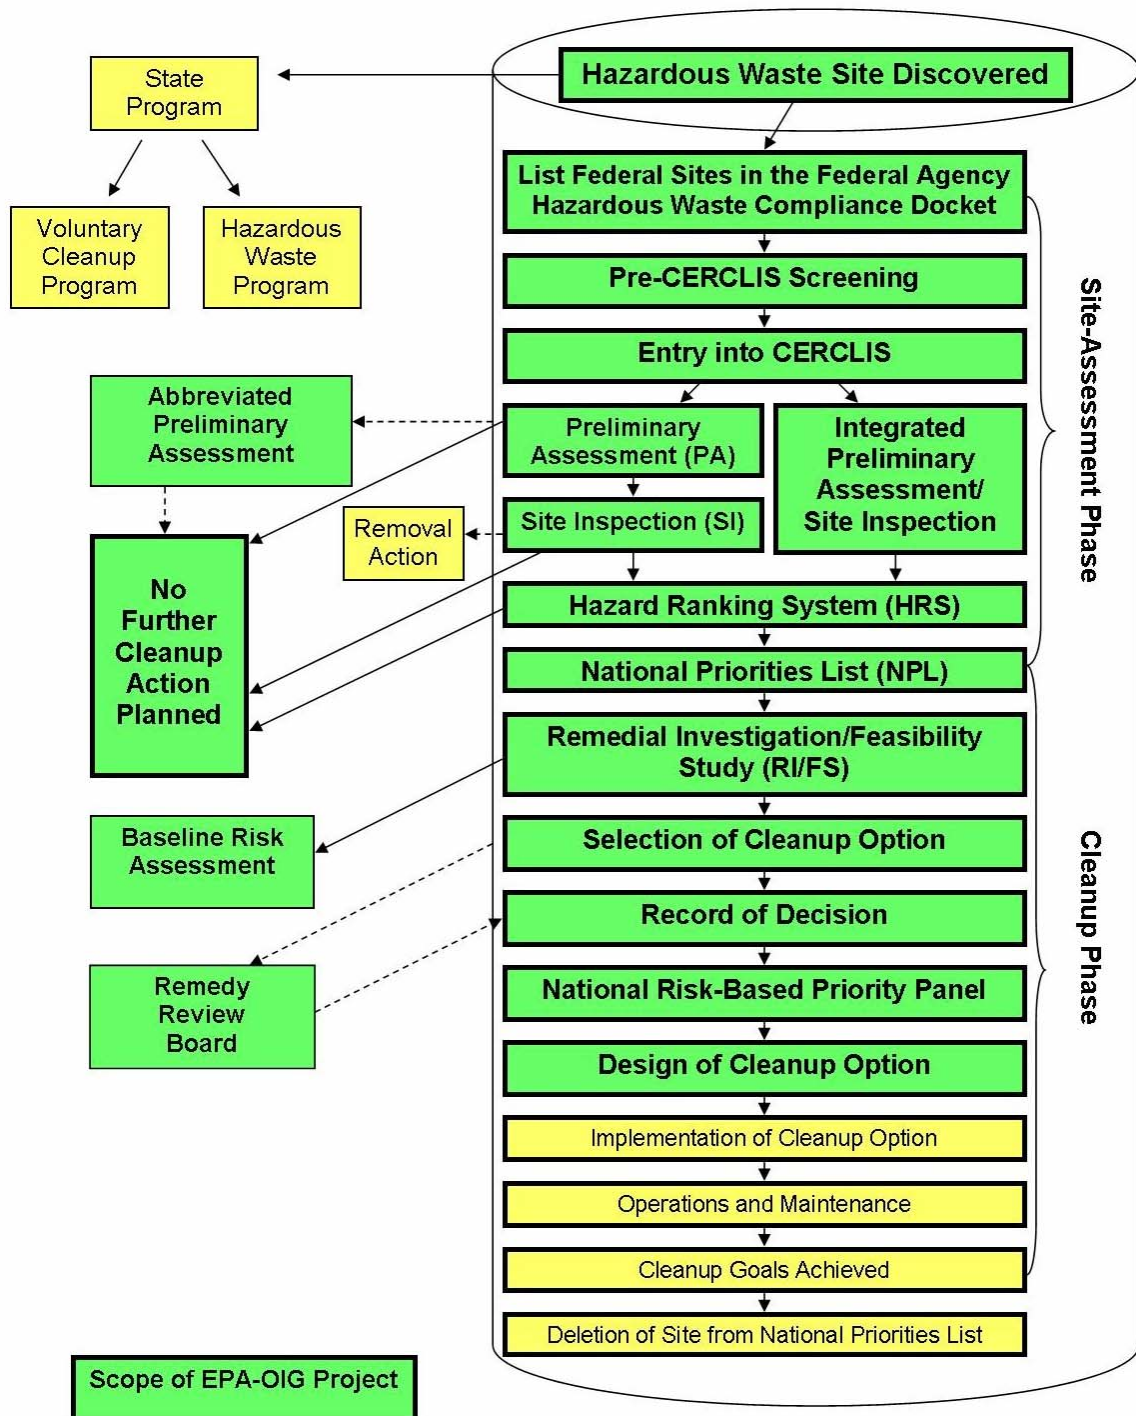 Hazardous Waste Site Discovered
State
Program
Voluntary
Cleanup
Program
Hazardous
Waste
Program
List Federal Sites in the Federal Agency
Hazardous Waste Compliance Docket
Pre-CERCLIS Screening
Entry into CERCLIS
Abbreviated
Preliminary
Assessment
Preliminary
Assessment (PA)
Integrated
Preliminary
Assessment/
Site Inspection
Site Inspection (SI)
Removal
Action
No
Further
Cleanup
Action
Planned
Hazard Ranking System (HRS)
National Priorities List (NPL)
Site-Assessment Phase
Remedial Investigation/Feasibility
Study (RI/FS)
Baseline Risk
Assessment
Selection of Cleanup Option
Record of Decision
Remedy
Review
Board
National Risk-Based Priority Panel
Design of Cleanup Option
Implementation of Cleanup Option
Operations and Maintenance
Cleanup Goals Achieved
Cleanup Phase
Deletion of Site from National Priorities List
Scope of EPA-OIG Project